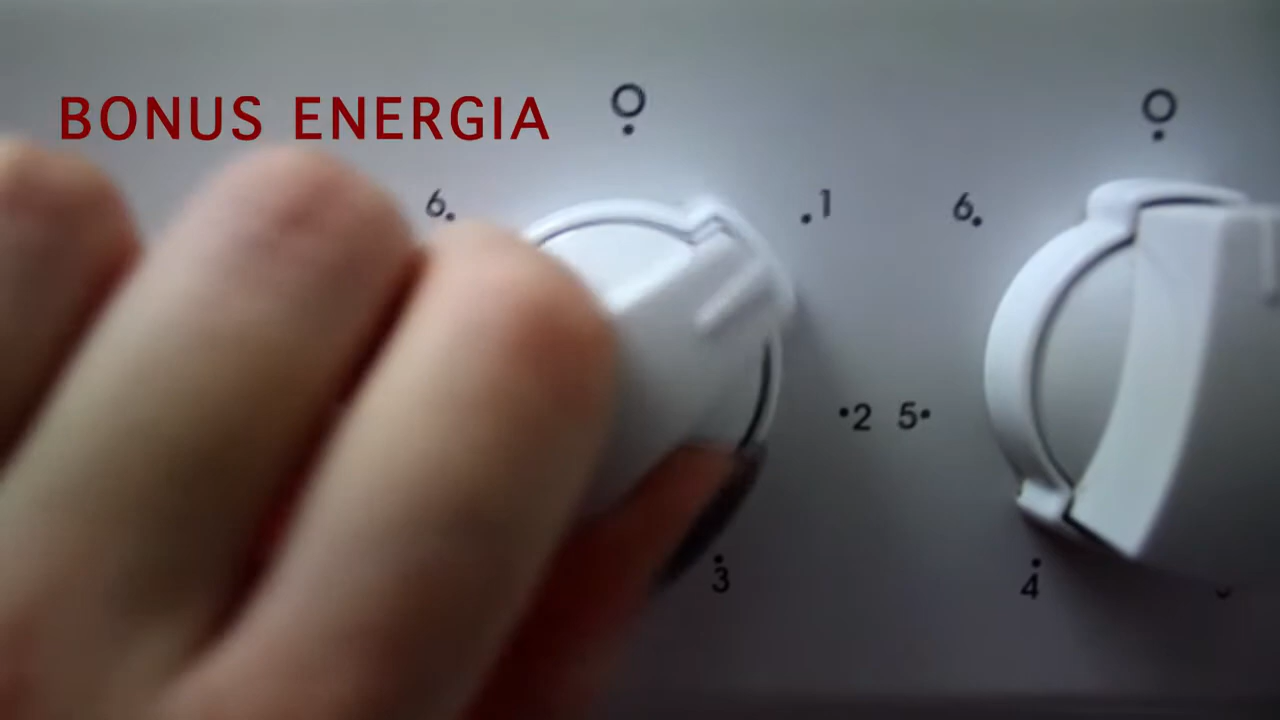 BONUS ENERGIA
6. .1 6.
•2 5•
3 4